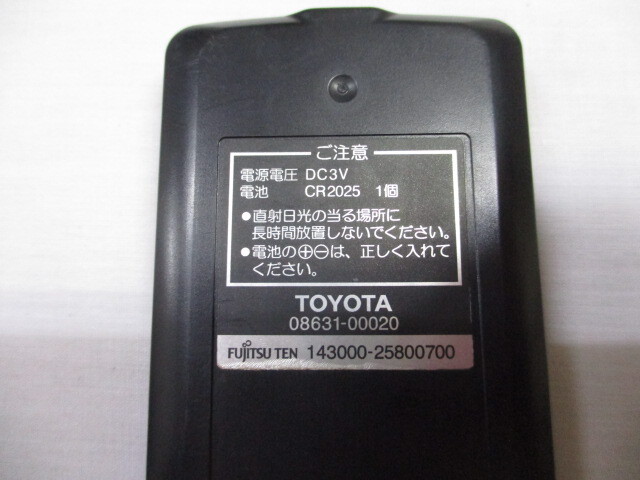 ご注意
電源電圧 DC3V
電池 CR2025 1個
●直射日光の当る場所に
長時間放置しないでください。
●電池の⊕⊖は、正しく入れて
ください。
TOYOTA
08631-00020
FUJITSU TEN 143000-25800700